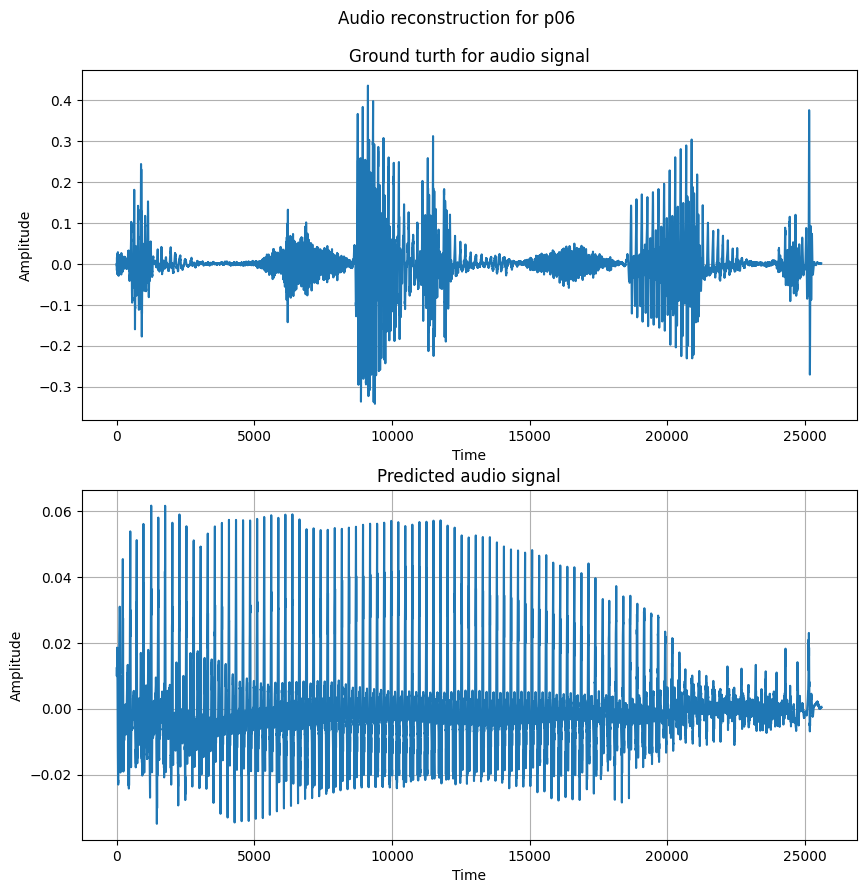 Audio reconstruction for p06
Ground turth for audio signal
0.4
0.3
0.2
0.1
0.0
−0.1
−0.2
−0.3
Amplitude
0 5000 10000 15000 20000 25000
Time
Predicted audio signal
0.06
0.04
0.02
0.00
−0.02
Amplitude
0 5000 10000 15000 20000 25000
Time